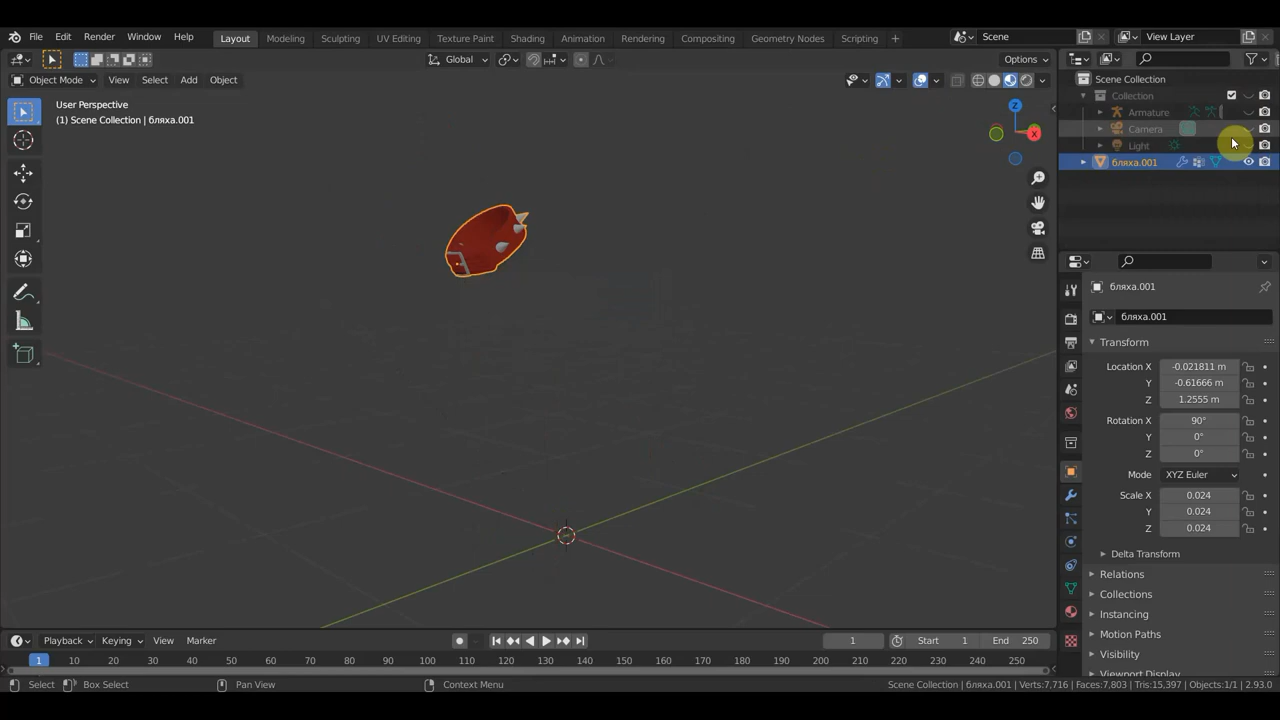 File Edit Render Window Help Layout Modeling Sculpting UV Editing Texture Paint Shading Animation Rendering Compositing Geometry Nodes Scripting + Scene View Layer
Global Options
Object Mode View Select Add Object
User Perspective
(1) Scene Collection | бляха.001
Z
X
Scene Collection
Collection
Armature
Camera
Light
бляха.001
бляха.001
бляха.001
Transform
Location X -0.021811 m
Y -0.61666 m
Z 1.2555 m
Rotation X 90°
Y 0°
Z 0°
Mode XYZ Euler
Scale X 0.024
Y 0.024
Z 0.024
Delta Transform
Relations
Collections
Instancing
Motion Paths
Visibility
Viewport Display
Playback Keying View Marker 1 Start 1 End 250
1 10 20 30 40 50 60 70 80 90 100 110 120 130 140 150 160 170 180 190 200 210 220 230 240 250
Select Box Select Pan View Context Menu Scene Collection | бляха.001 | Verts:7,716 | Faces:7,803 | Tris:15,397 | Objects:1/1 | 2.93.0